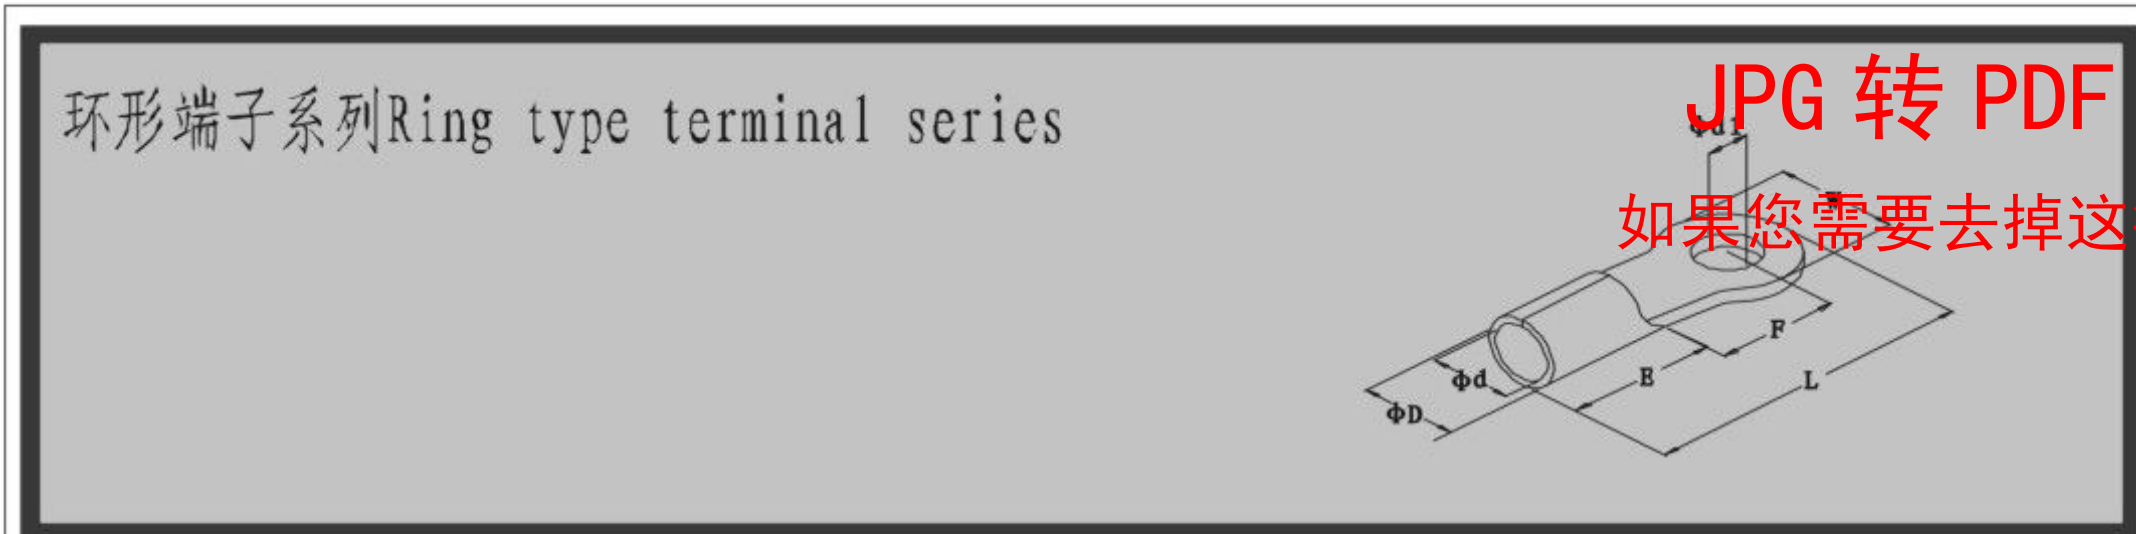 环形端子系列Ring type terminal series
JPG 转 PDF
φd1
W
如果您需要去掉这
F
E
L
φd
φD